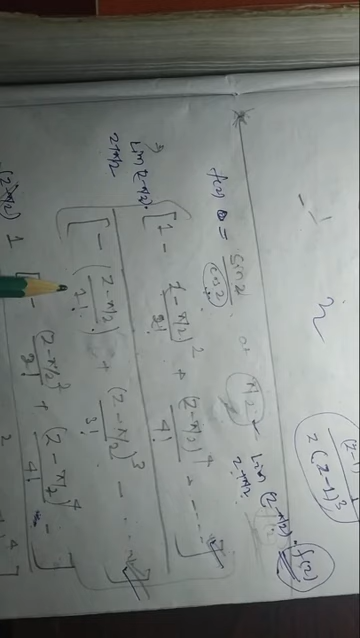 (z-1)
z(z-1)³
* f(z) = sin z / cos z at π/2 = Lim z→π/2 (z-π/2) · f(z)
Lim z→π/2 (z-π/2) ·
[1 - (z-π/2)²/2! + (z-π/2)⁴/4! - ...]
[-(z-π/2)/1! + (z-π/2)³/3! - ...]
(z-π/2) 1 [ - (z-π/2)²/2! + (z-π/2)⁴/4! - ]